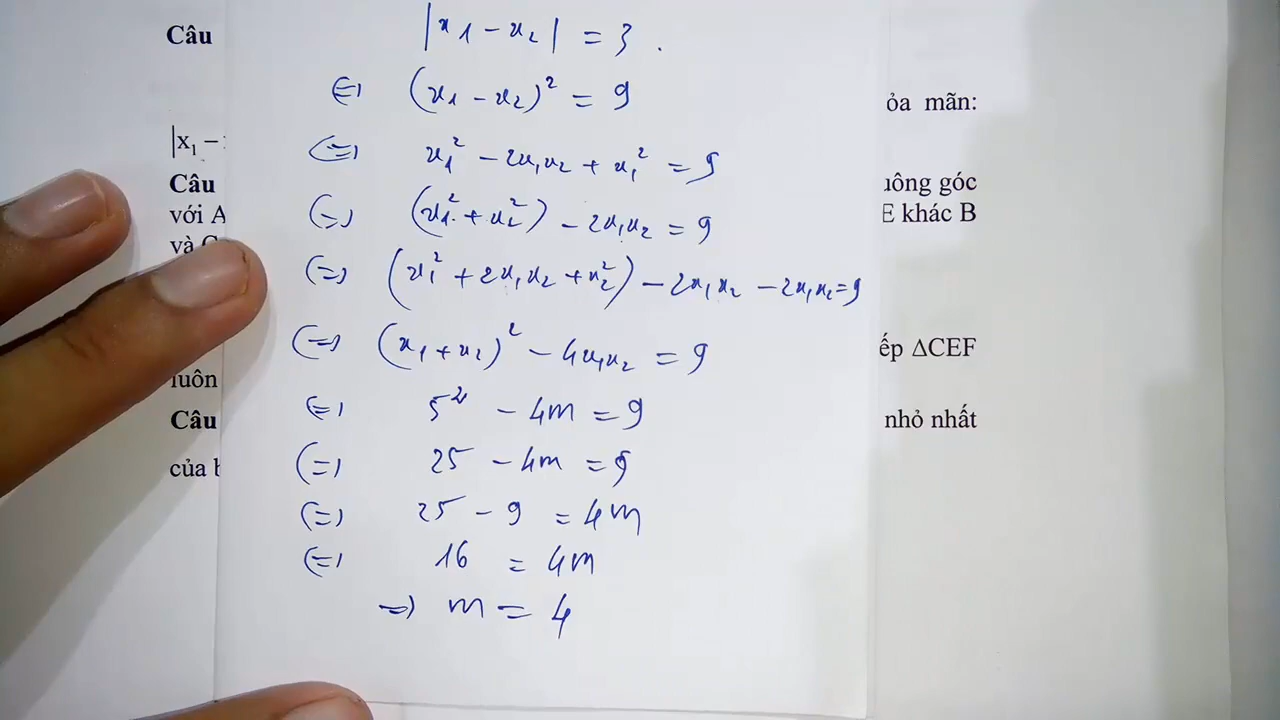 Câu
|x1 - x2| = 3.
<=> (x1 - x2)² = 9
ỏa mãn:
|x₁ −
<=> x1² - 2x1x2 + x1² = 9
Câu
uông góc
<=> (x1² + x2²) - 2x1x2 = 9
với A
E khác B
và C
<=> (x1² + 2x1x2 + x2²) - 2x1x2 - 2x1x2 = 9
<=> (x1 + x2)² - 4x1x2 = 9
ếp ΔCEF
luôn
<=> 5² - 4m = 9
Câu
nhỏ nhất
<=> 25 - 4m = 9
của b
<=> 25 - 9 = 4m
<=> 16 = 4m
=> m = 4